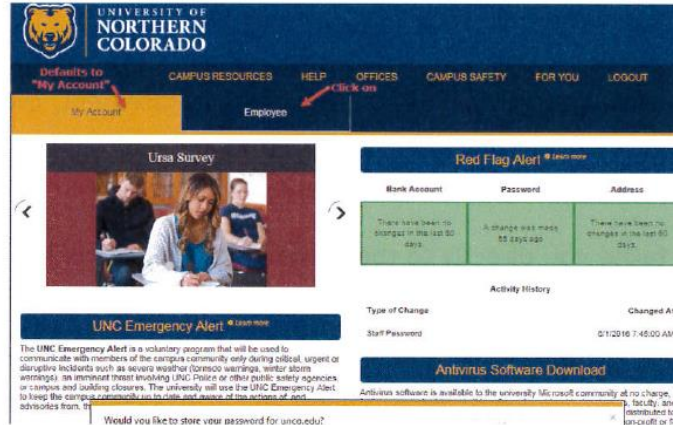 UNIVERSITY OF
NORTHERN
COLORADO
Defaults to
"My Account"
CAMPUS RESOURCES HELP OFFICES CAMPUS SAFETY FOR YOU LOGOUT
Click on
My Account Employee
Ursa Survey
Red Flag Alert Learn more
Bank Account Password Address
There have been no
changes in the last 60
days.
A change was made
55 days ago
There have been no
changes in the last 60
days.
Activity History
Type of Change Changed At
Staff Password 6/1/2016 7:45:00 AM
UNC Emergency Alert Learn more
The UNC Emergency Alert is a voluntary program that will be used to
communicate with members of the campus community only during critical, urgent or
disruptive incidents such as severe weather (tornado warnings, winter storm
warnings), an imminent threat involving UNC Police or other public safety agencies,
or campus and building closures. The university will use the UNC Emergency Alert
to keep the campus community up to date and aware of the actions of, and
advisories from, th
Antivirus Software Download
Antivirus software is available to the university Microsoft community at no charge,
s, faculty, and
distributed to
on-profit or f
Would you like to store your password for unco.edu?